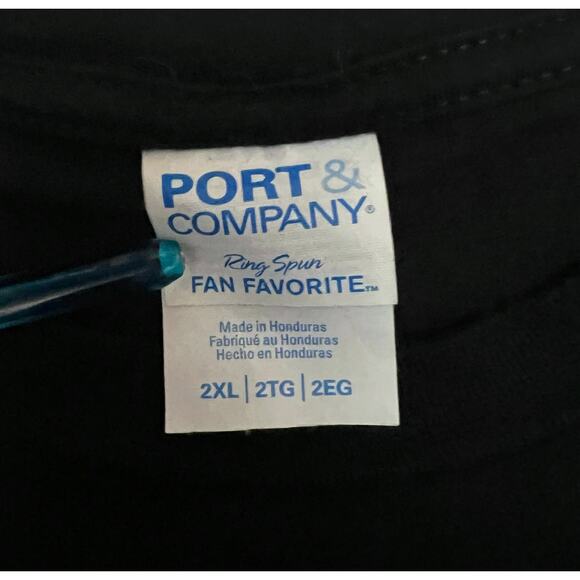 PORT &
COMPANY®
Ring Spun
FAN FAVORITE™
Made in Honduras
Fabriqué au Honduras
Hecho en Honduras
2XL | 2TG | 2EG